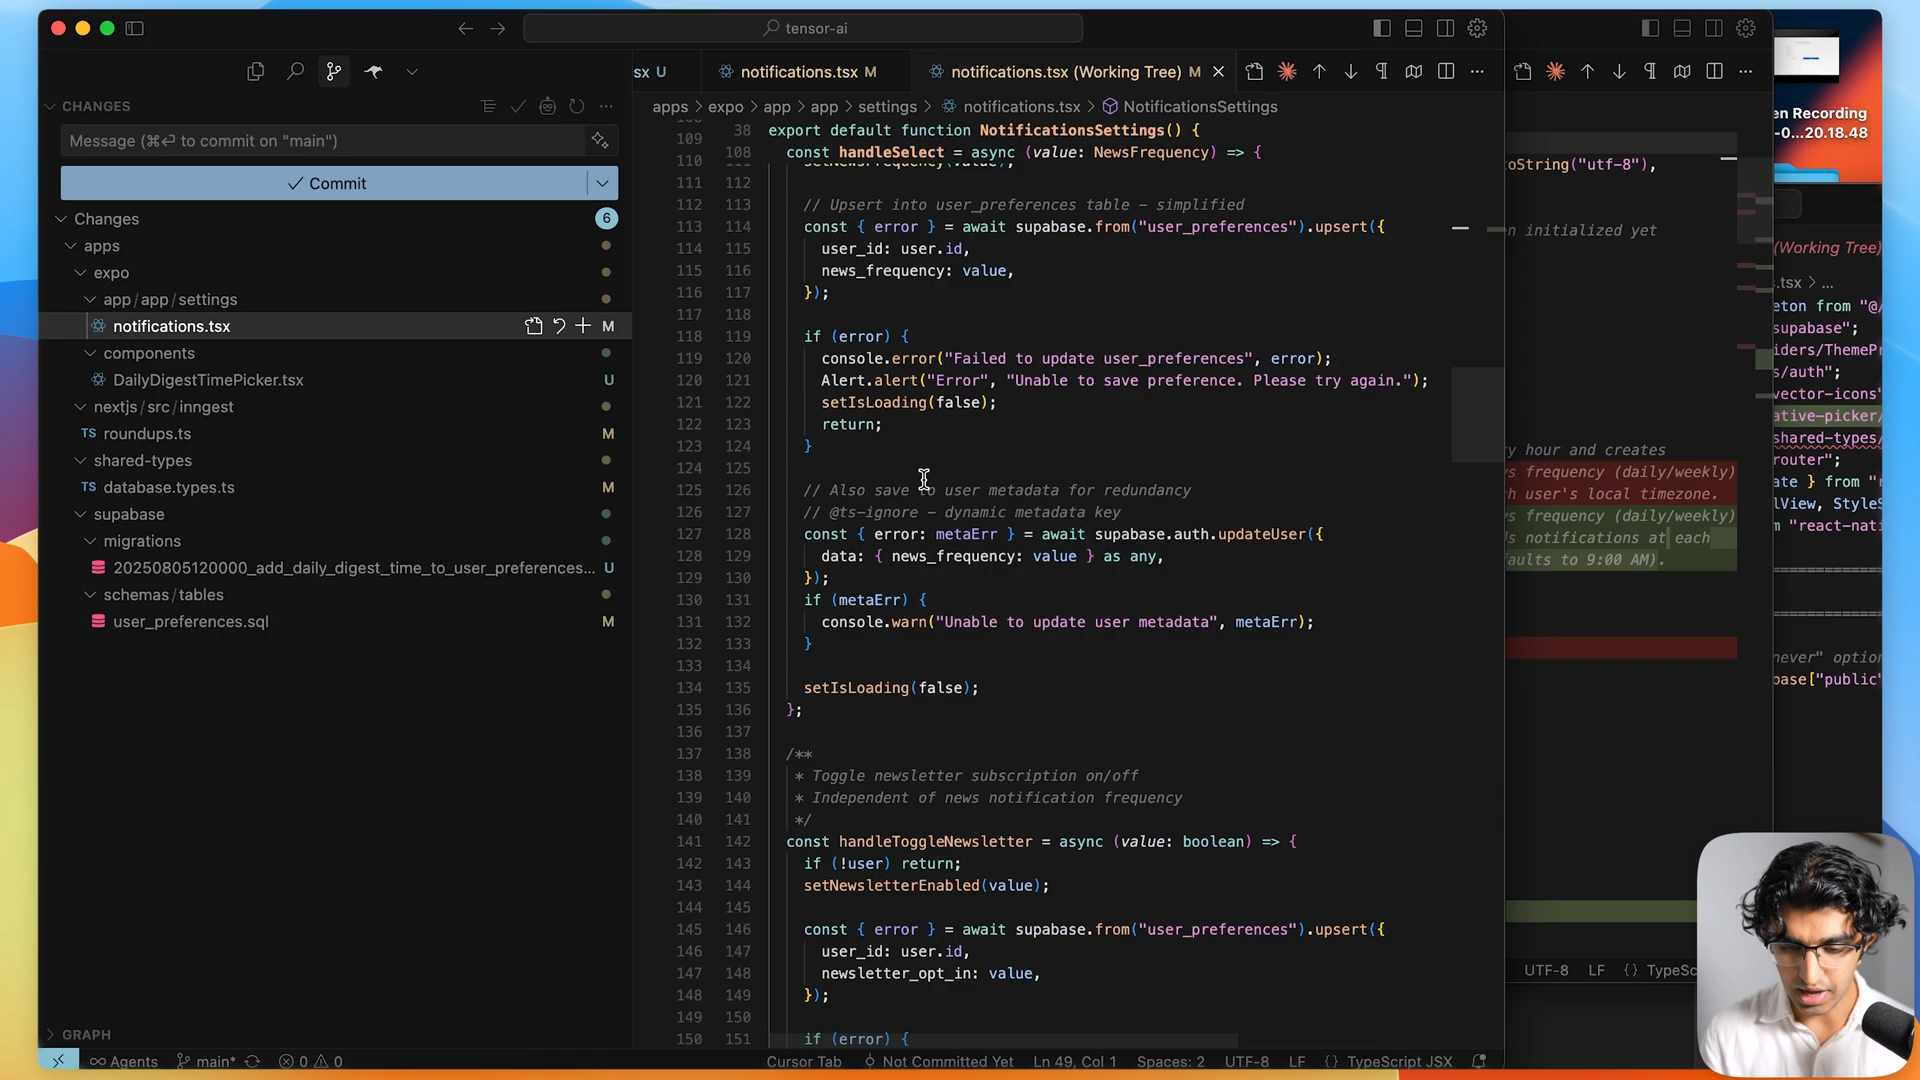 tensor-ai
CHANGES
Message (⌘⏎ to commit on "main")
Commit
Changes
6
apps
expo
app/app/settings
notifications.tsx
M
components
DailyDigestTimePicker.tsx
U
nextjs/src/inngest
TS roundups.ts
M
shared-types
TS database.types.ts
M
supabase
migrations
20250805120000_add_daily_digest_time_to_user_preferences...
U
schemas/tables
user_preferences.sql
M
GRAPH
Agents
main*
0 0
sx U
notifications.tsx M
notifications.tsx (Working Tree) M
apps > expo > app > app > settings > notifications.tsx > NotificationsSettings
109 38 export default function NotificationsSettings() {
110 108 const handleSelect = async (value: NewsFrequency) => {
111 112
112 113 // Upsert into user_preferences table – simplified
113 114 const { error } = await supabase.from("user_preferences").upsert({
114 115 user_id: user.id,
115 116 news_frequency: value,
116 117 });
117 118
118 119 if (error) {
119 120 console.error("Failed to update user_preferences", error);
120 121 Alert.alert("Error", "Unable to save preference. Please try again.");
121 122 setIsLoading(false);
122 123 return;
123 124 }
124 125
125 126 // Also save to user metadata for redundancy
126 127 // @ts-ignore – dynamic metadata key
127 128 const { error: metaErr } = await supabase.auth.updateUser({
128 129 data: { news_frequency: value } as any,
129 130 });
130 131 if (metaErr) {
131 132 console.warn("Unable to update user metadata", metaErr);
132 133 }
133 134
134 135 setIsLoading(false);
135 136 };
136 137
137 138 /**
138 139 * Toggle newsletter subscription on/off
139 140 * Independent of news notification frequency
140 141 */
141 142 const handleToggleNewsletter = async (value: boolean) => {
142 143 if (!user) return;
143 144 setNewsletterEnabled(value);
144 145
145 146 const { error } = await supabase.from("user_preferences").upsert({
146 147 user_id: user.id,
147 148 newsletter_opt_in: value,
148 149 });
149 150
150 151 if (error) {
Cursor Tab
Not Committed Yet
Ln 49, Col 1
Spaces: 2
UTF-8
LF
{} TypeScript JSX
oString("utf-8"),
n initialized yet
y hour and creates
s frequency (daily/weekly)
h user's local timezone.
s frequency (daily/weekly)
s notifications at each
faults to 9:00 AM).
UTF-8
LF
{} TypeSc
en Recording
-0...20.18.48
(Working Tree)
.tsx > ...
eton from "@/
supabase";
iders/ThemePr
s/auth";
vector-icons"
ative-picker/
shared-types/
router";
ate } from "r
lView, StyleS
m "react-nati
never" option
base["public"